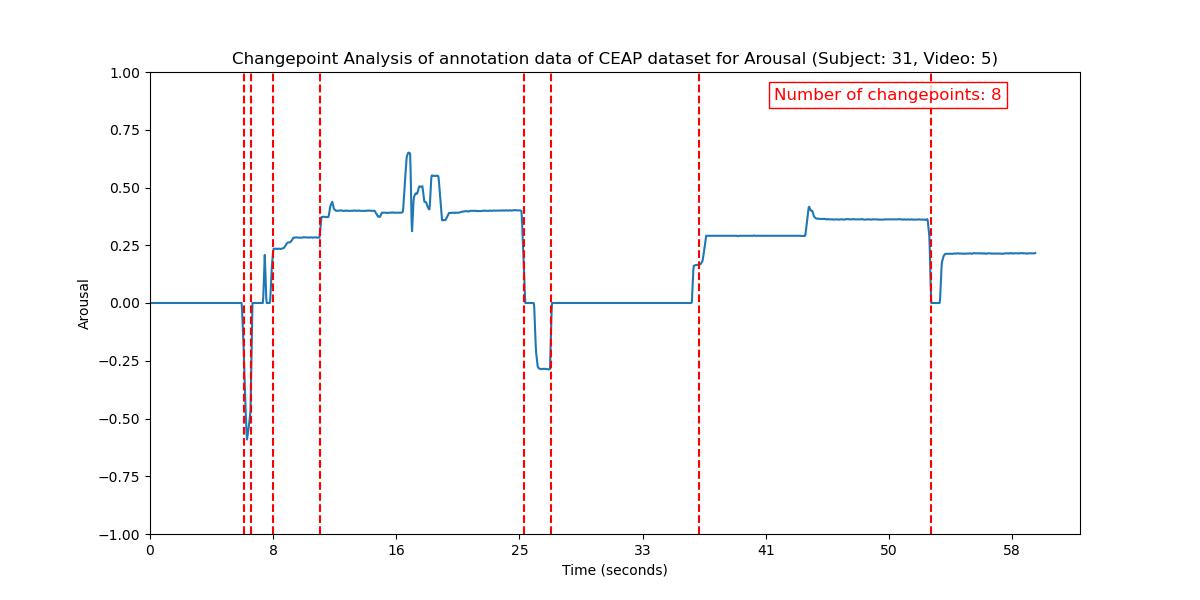 Changepoint Analysis of annotation data of CEAP dataset for Arousal (Subject: 31, Video: 5)
Number of changepoints: 8
1.00
0.75
0.50
0.25
0.00
−0.25
−0.50
−0.75
−1.00
Arousal
0 8 16 25 33 41 50 58
Time (seconds)